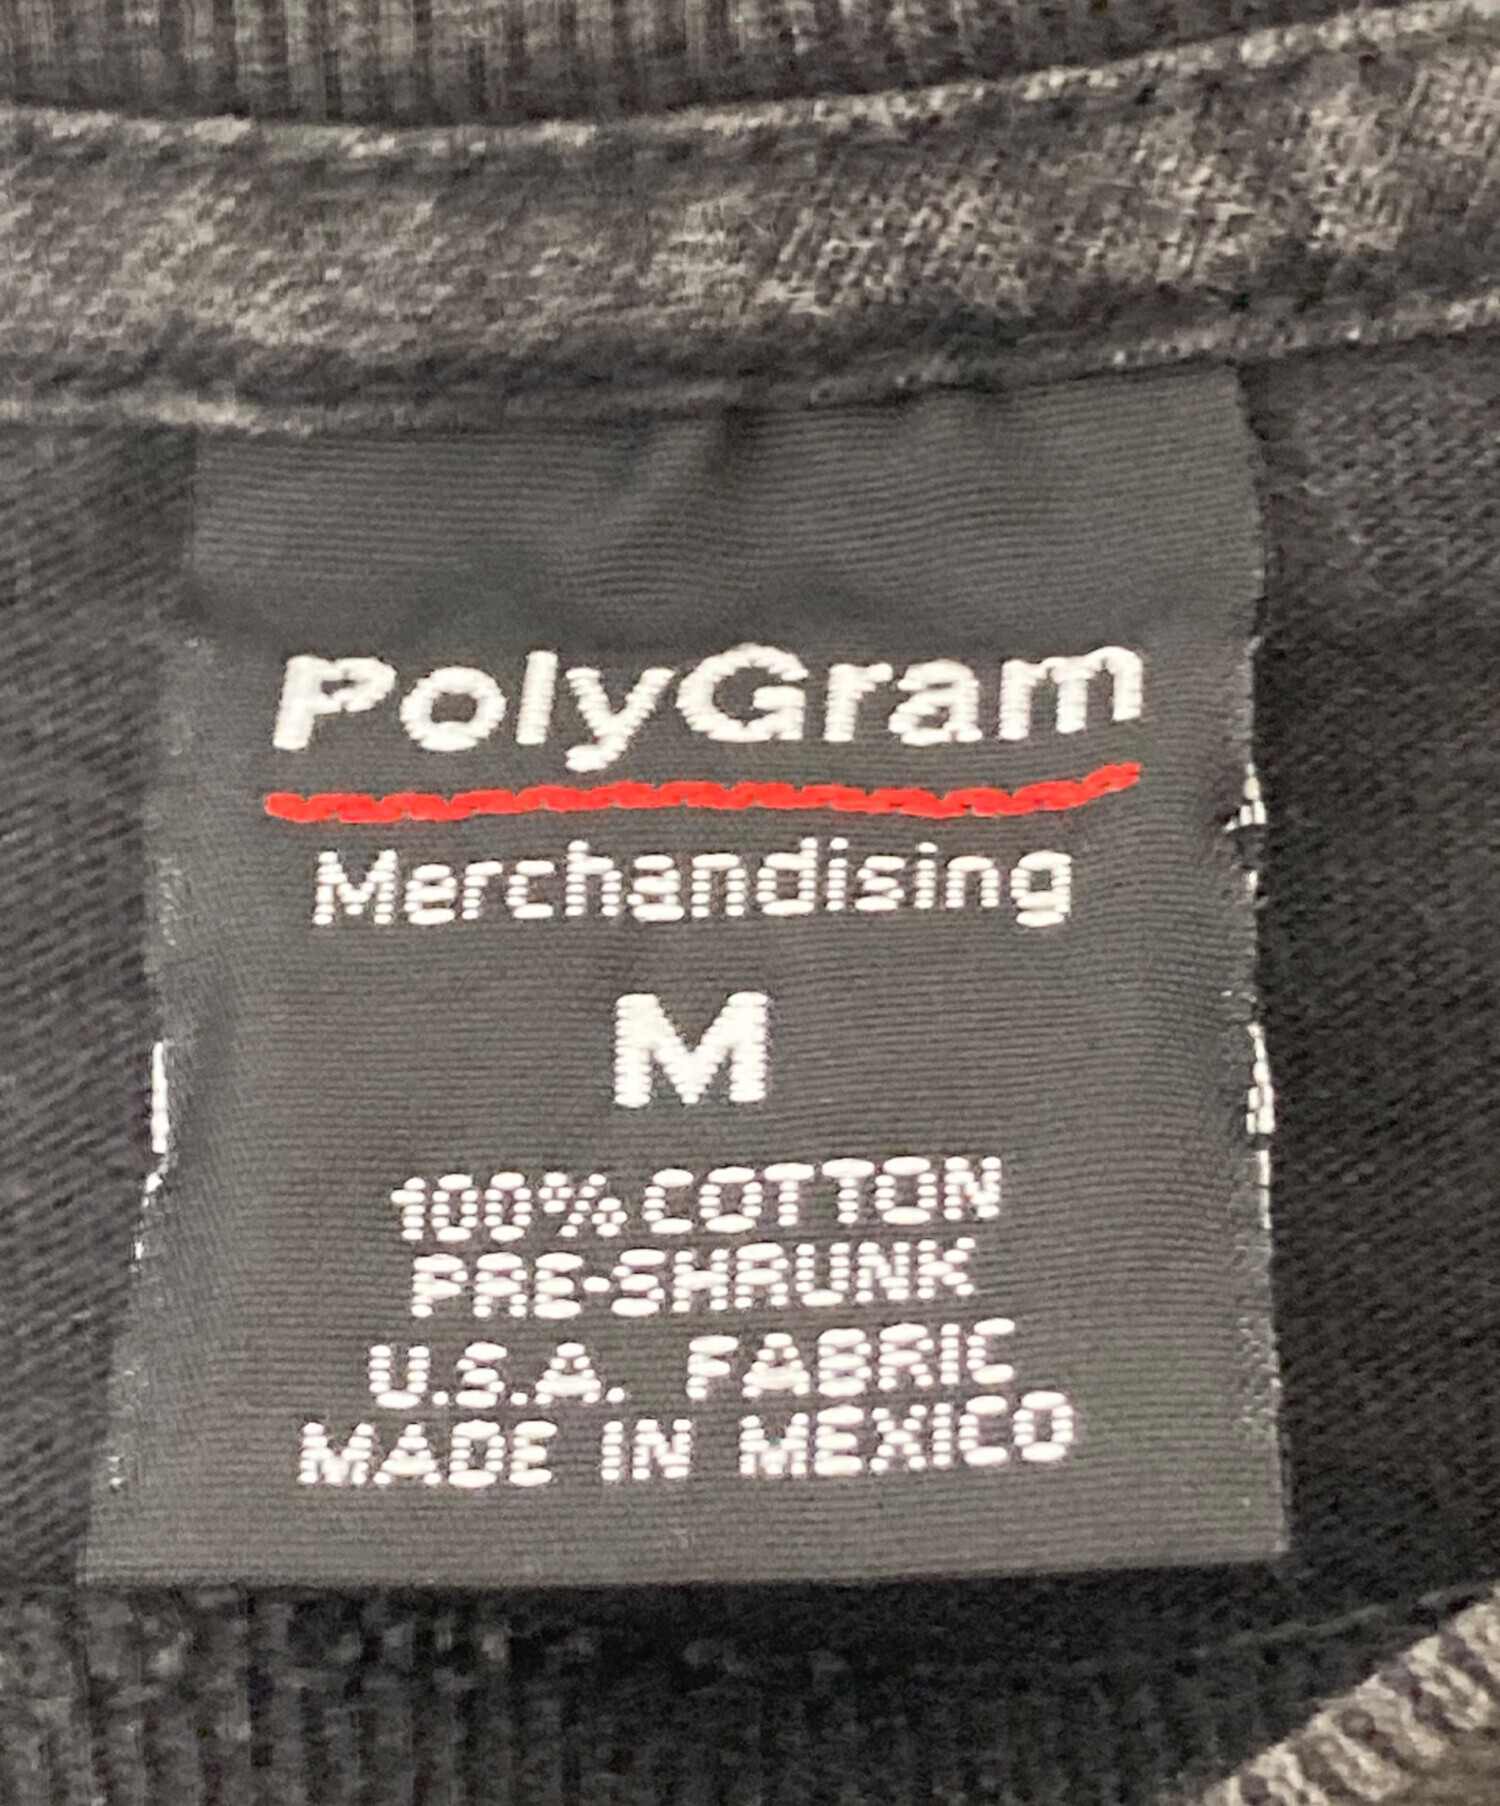 PolyGram
Merchandising
M
100% COTTON
PRE-SHRUNK
U.S.A. FABRIC
MADE IN MEXICO